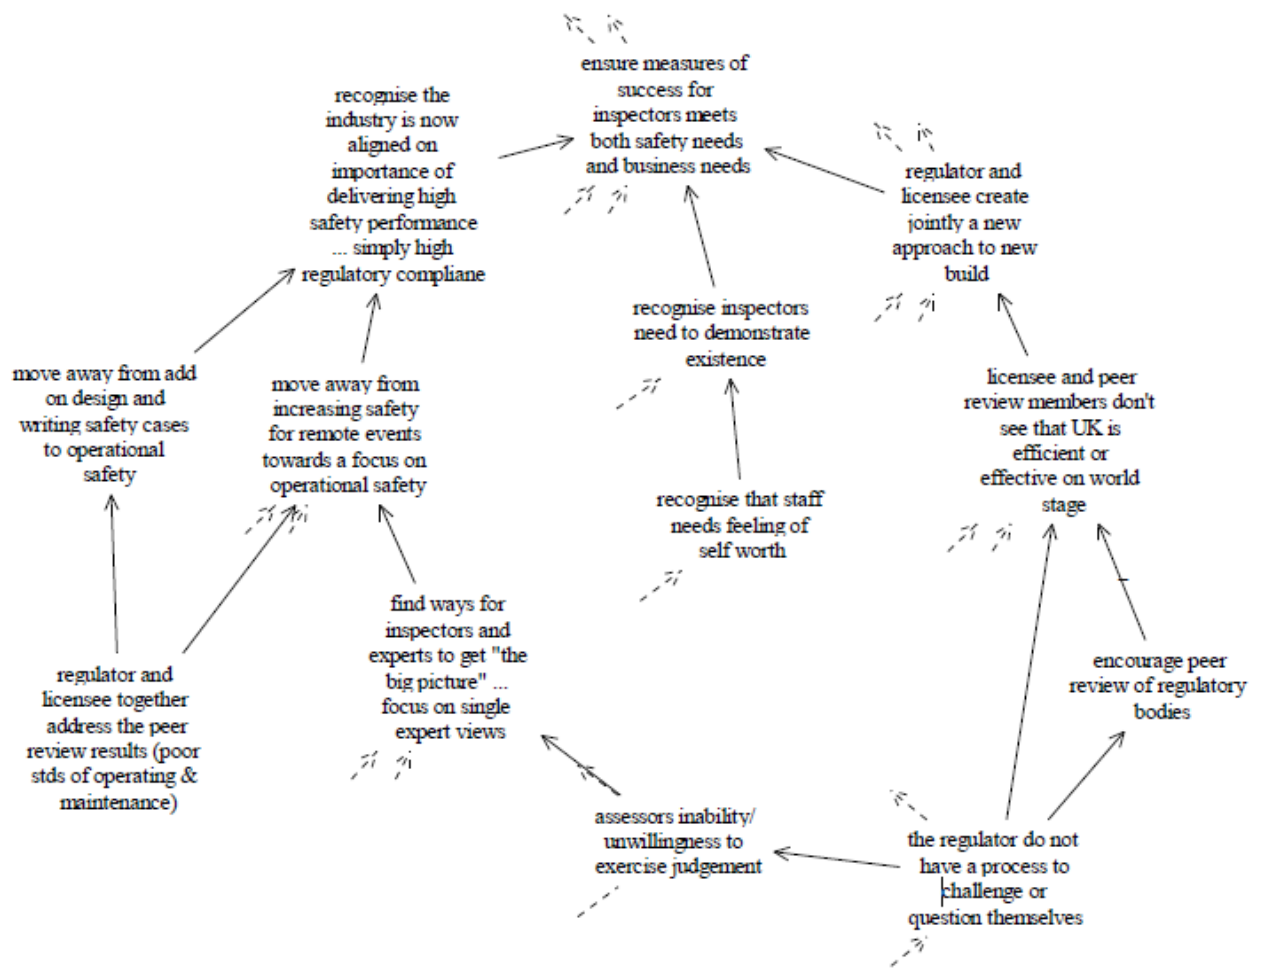 ensure measures of
success for
inspectors meets
both safety needs
and business needs
recognise the
industry is now
aligned on
importance of
delivering high
safety performance
... simply high
regulatory compliane
regulator and
licensee create
jointly a new
approach to new
build
recognise inspectors
need to demonstrate
existence
move away from add
on design and
writing safety cases
to operational
safety
move away from
increasing safety
for remote events
towards a focus on
operational safety
licensee and peer
review members don't
see that UK is
efficient or
effective on world
stage
recognise that staff
needs feeling of
self worth
find ways for
inspectors and
experts to get "the
big picture" ...
focus on single
expert views
regulator and
licensee together
address the peer
review results (poor
stds of operating &
maintenance)
encourage peer
review of regulatory
bodies
assessors inability/
unwillingness to
exercise judgement
the regulator do not
have a process to
challenge or
question themselves